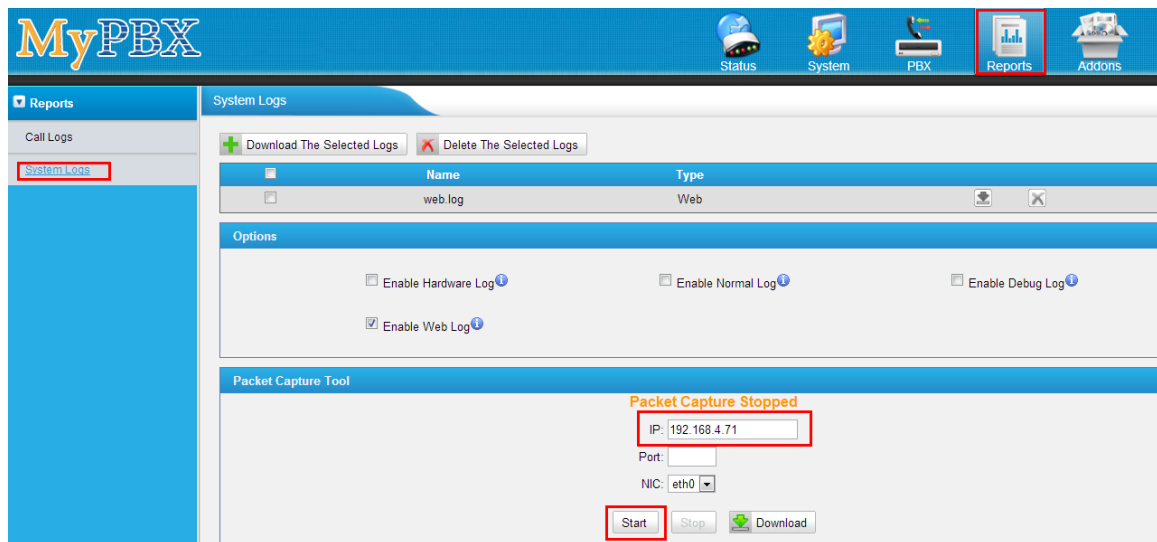 MyPBX
Status
System
PBX
Reports
Addons
Reports
Call Logs
System Logs
System Logs
Download The Selected Logs
Delete The Selected Logs
Name Type
web.log Web
Options
Enable Hardware Log Enable Normal Log Enable Debug Log
Enable Web Log
Packet Capture Tool
Packet Capture Stopped
IP: 192.168.4.71
Port:
NIC: eth0
Start Stop Download